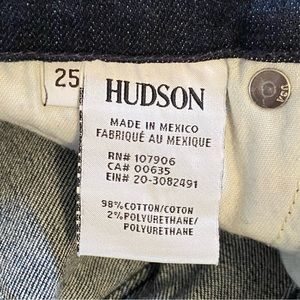 25
HUDSON
MADE IN MEXICO
FABRIQUÉ AU MEXIQUE
RN# 107906
CA# 00635
EIN# 20-3082491
98% COTTON/COTON
2% POLYURETHANE/
POLYURETHANE
USA